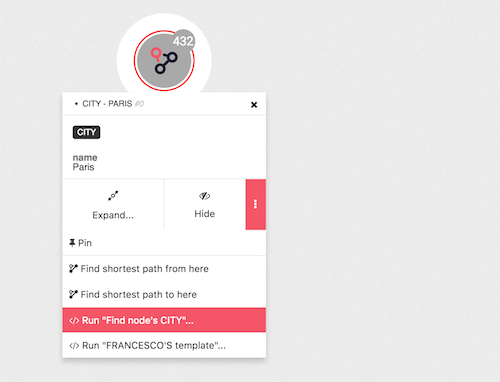 432
• CITY - PARIS #0 ×
CITY
name
Paris
Expand...
Hide
Pin
Find shortest path from here
Find shortest path to here
</> Run "Find node's CITY"...
</> Run "FRANCESCO'S template"...